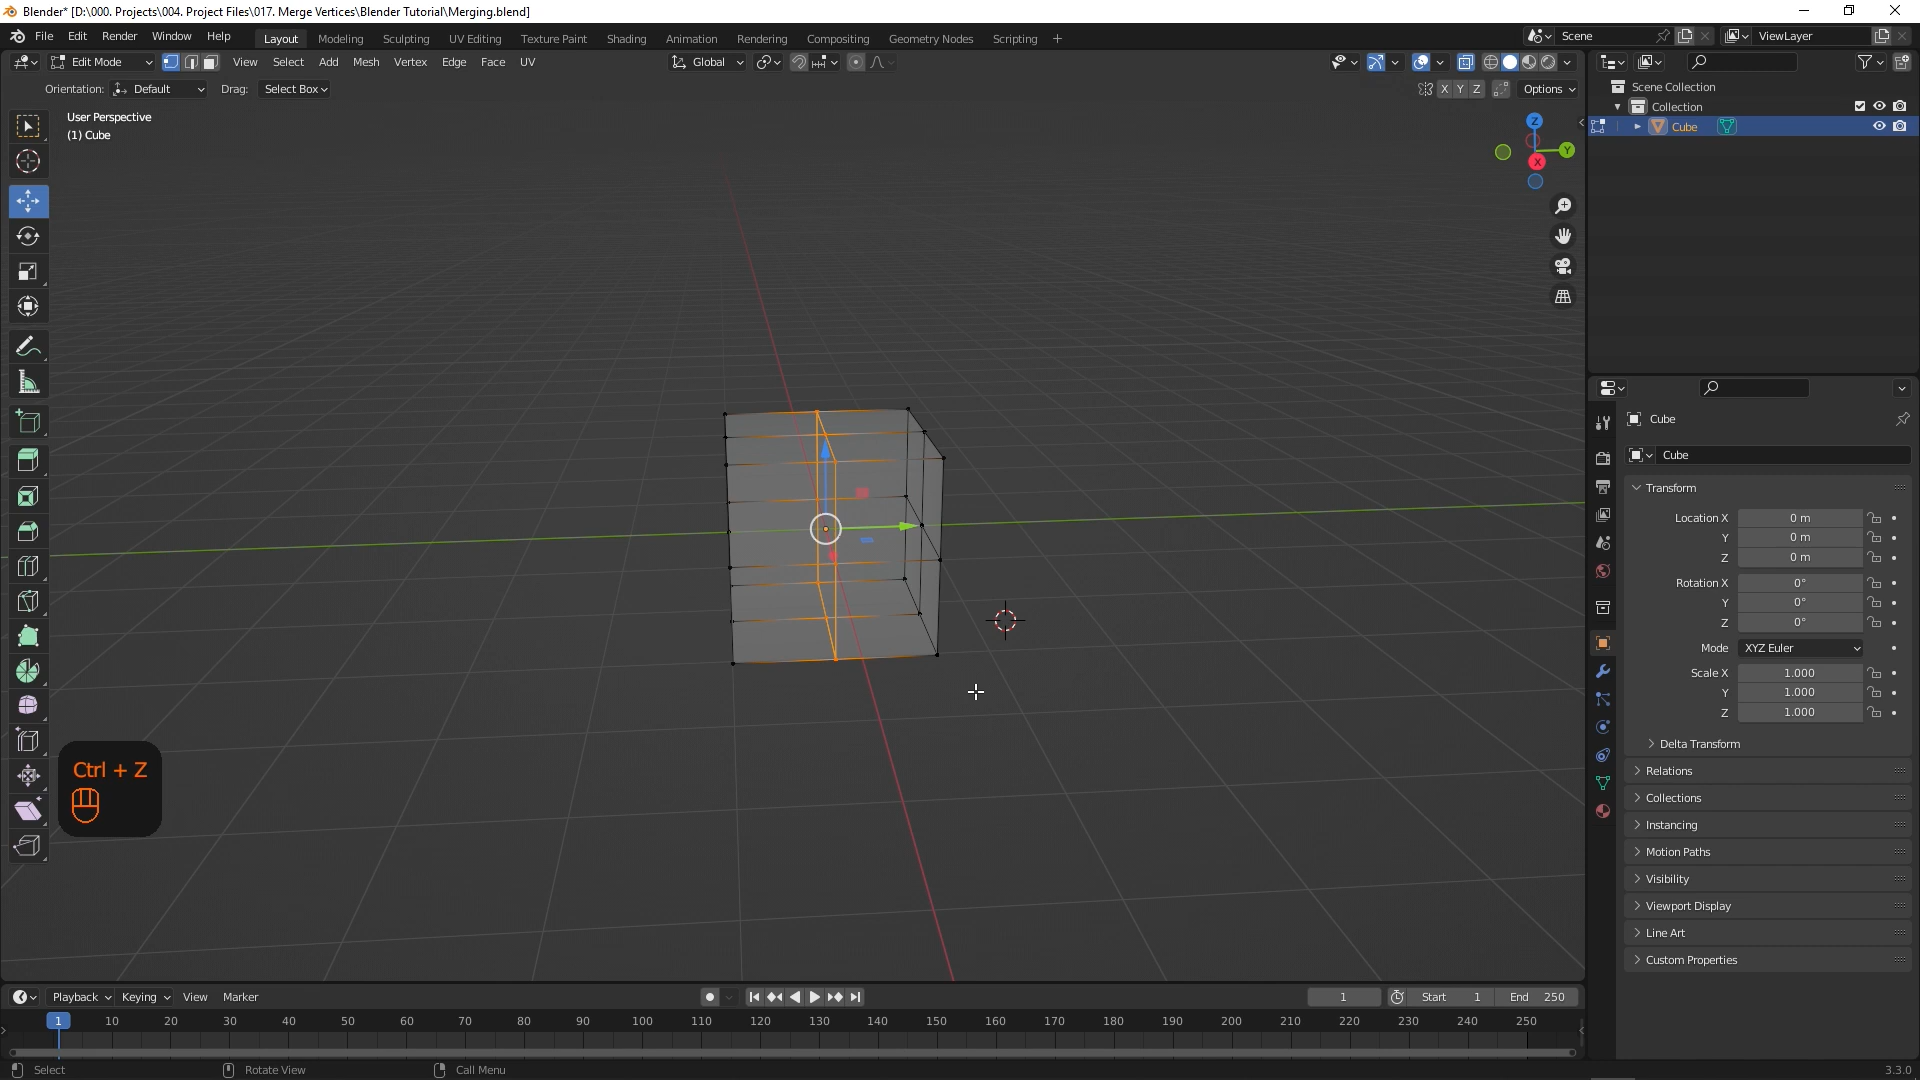 Blender* [D:\000. Projects\004. Project Files\017. Merge Vertices\Blender Tutorial\Merging.blend]
File Edit Render Window Help Layout Modeling Sculpting UV Editing Texture Paint Shading Animation Rendering Compositing Geometry Nodes Scripting + Scene ViewLayer
Edit Mode View Select Add Mesh Vertex Edge Face UV Global
Orientation: Default Drag: Select Box X Y Z Options
User Perspective
(1) Cube
Z
Y
X
Scene Collection
Collection
Cube
Cube
Cube
Transform
Location X 0 m
Y 0 m
Z 0 m
Rotation X 0°
Y 0°
Z 0°
Mode XYZ Euler
Scale X 1.000
Y 1.000
Z 1.000
Delta Transform
Relations
Collections
Instancing
Motion Paths
Visibility
Viewport Display
Line Art
Custom Properties
Ctrl + Z
Playback Keying View Marker 1 Start 1 End 250
1 10 20 30 40 50 60 70 80 90 100 110 120 130 140 150 160 170 180 190 200 210 220 230 240 250
Select Rotate View Call Menu 3.3.0